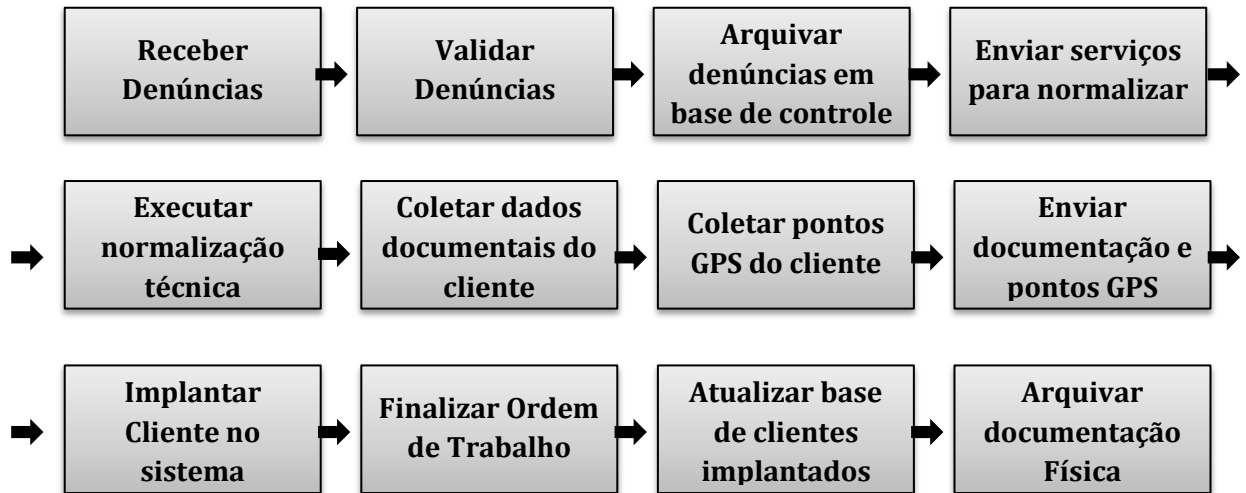 Receber
Denúncias
Validar
Denúncias
Arquivar
denúncias em
base de controle
Enviar serviços
para normalizar
Executar
normalização
técnica
Coletar dados
documentais do
cliente
Coletar pontos
GPS do cliente
Enviar
documentação e
pontos GPS
Implantar
Cliente no
sistema
Finalizar Ordem
de Trabalho
Atualizar base
de clientes
implantados
Arquivar
documentação
Física